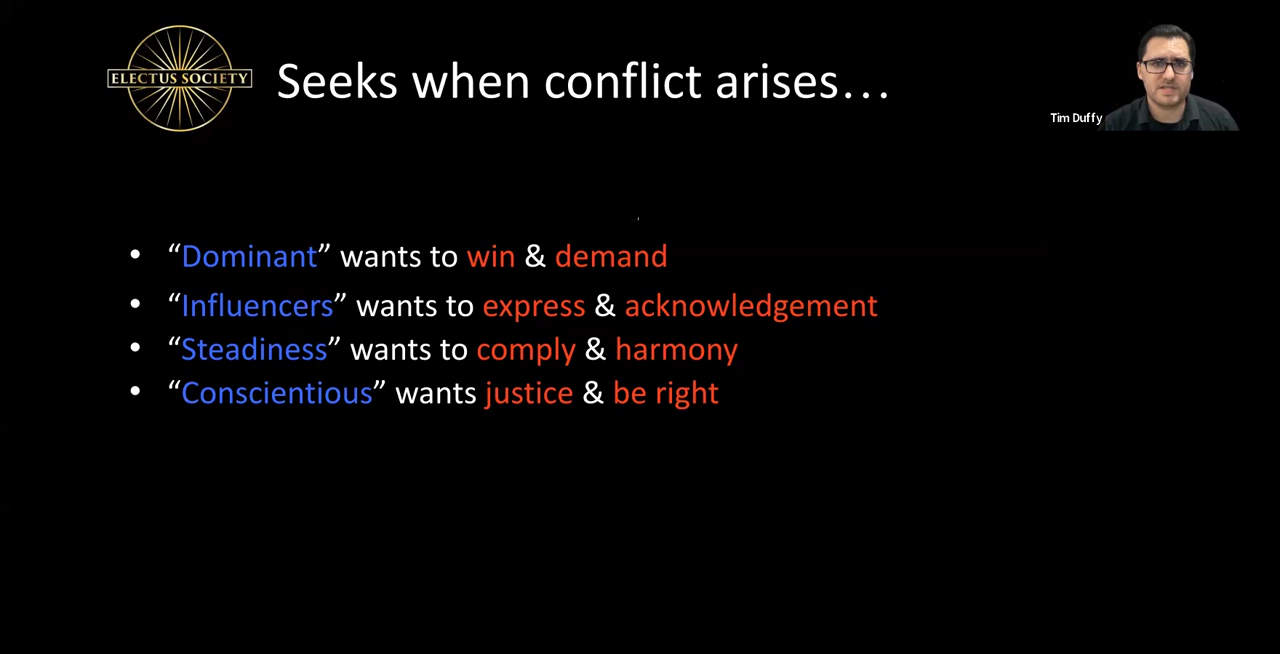 ELECTUS SOCIETY
Seeks when conflict arises…
Tim Duffy
• “Dominant” wants to win & demand
• “Influencers” wants to express & acknowledgement
• “Steadiness” wants to comply & harmony
• “Conscientious” wants justice & be right